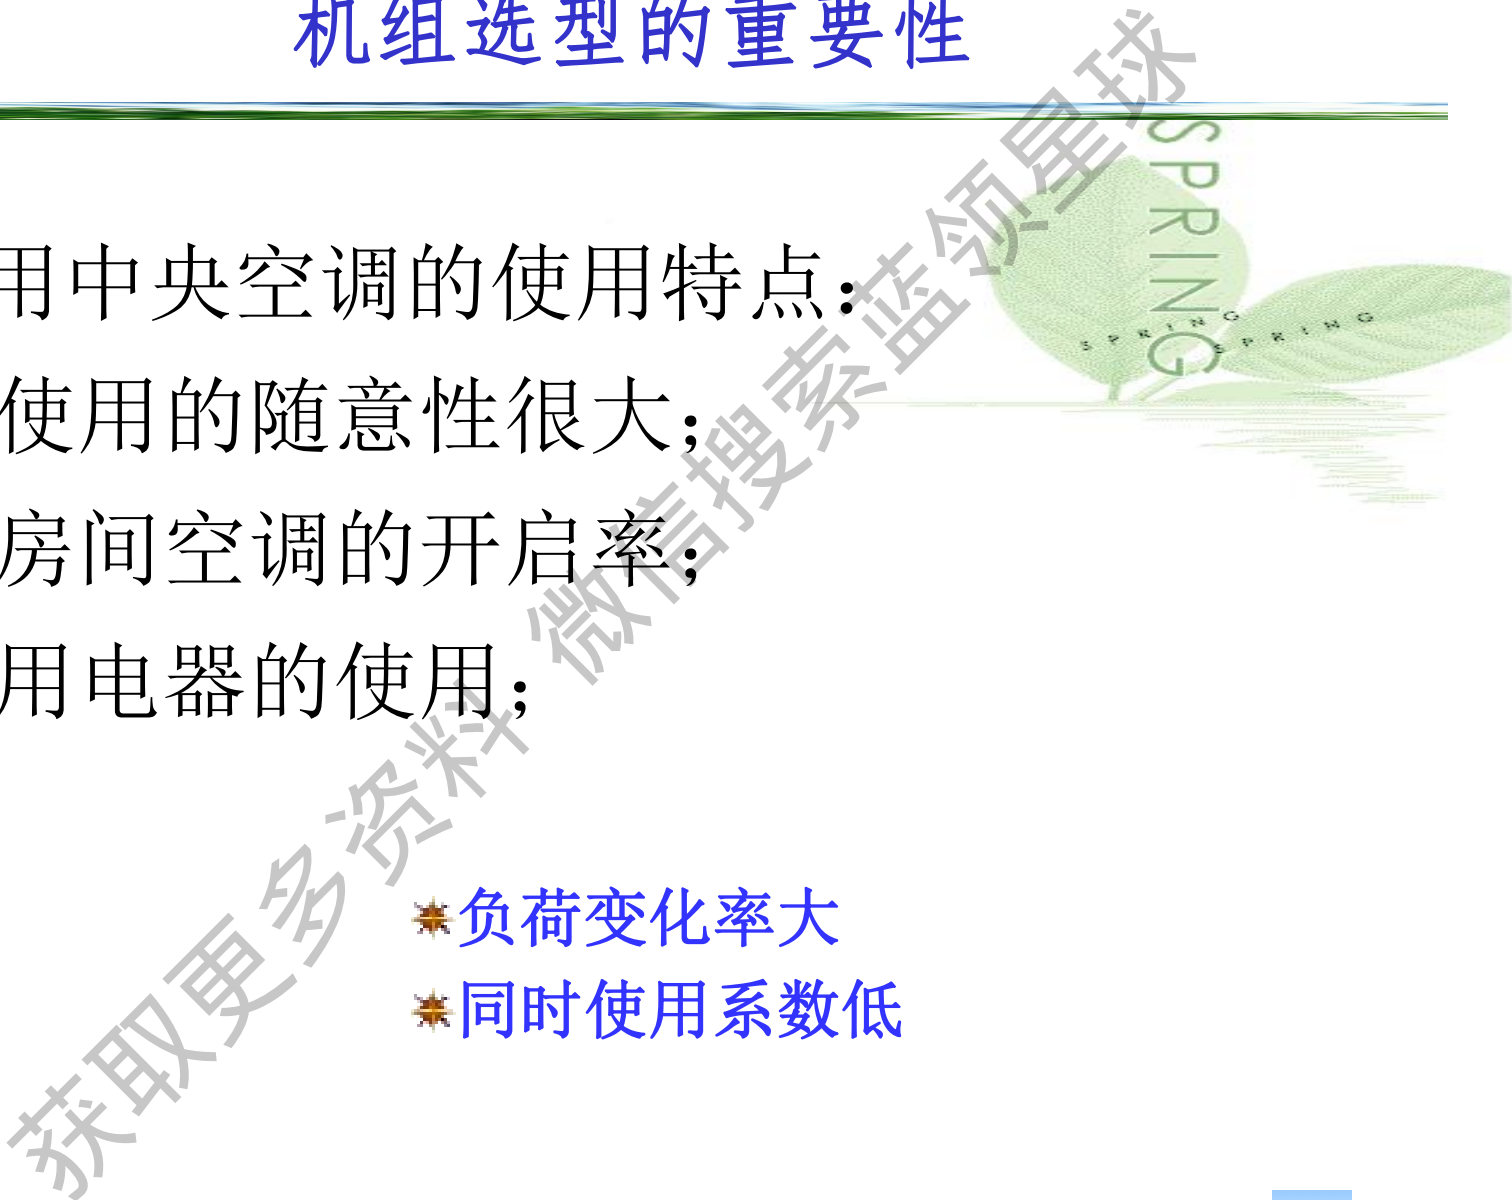 机组选型的重要性
SPRING
用中央空调的使用特点：
SPRING
SPRING
使用的随意性很大；
房间空调的开启率；
用电器的使用；
负荷变化率大
同时使用系数低
获取更多资料 微信搜索蓝领星球